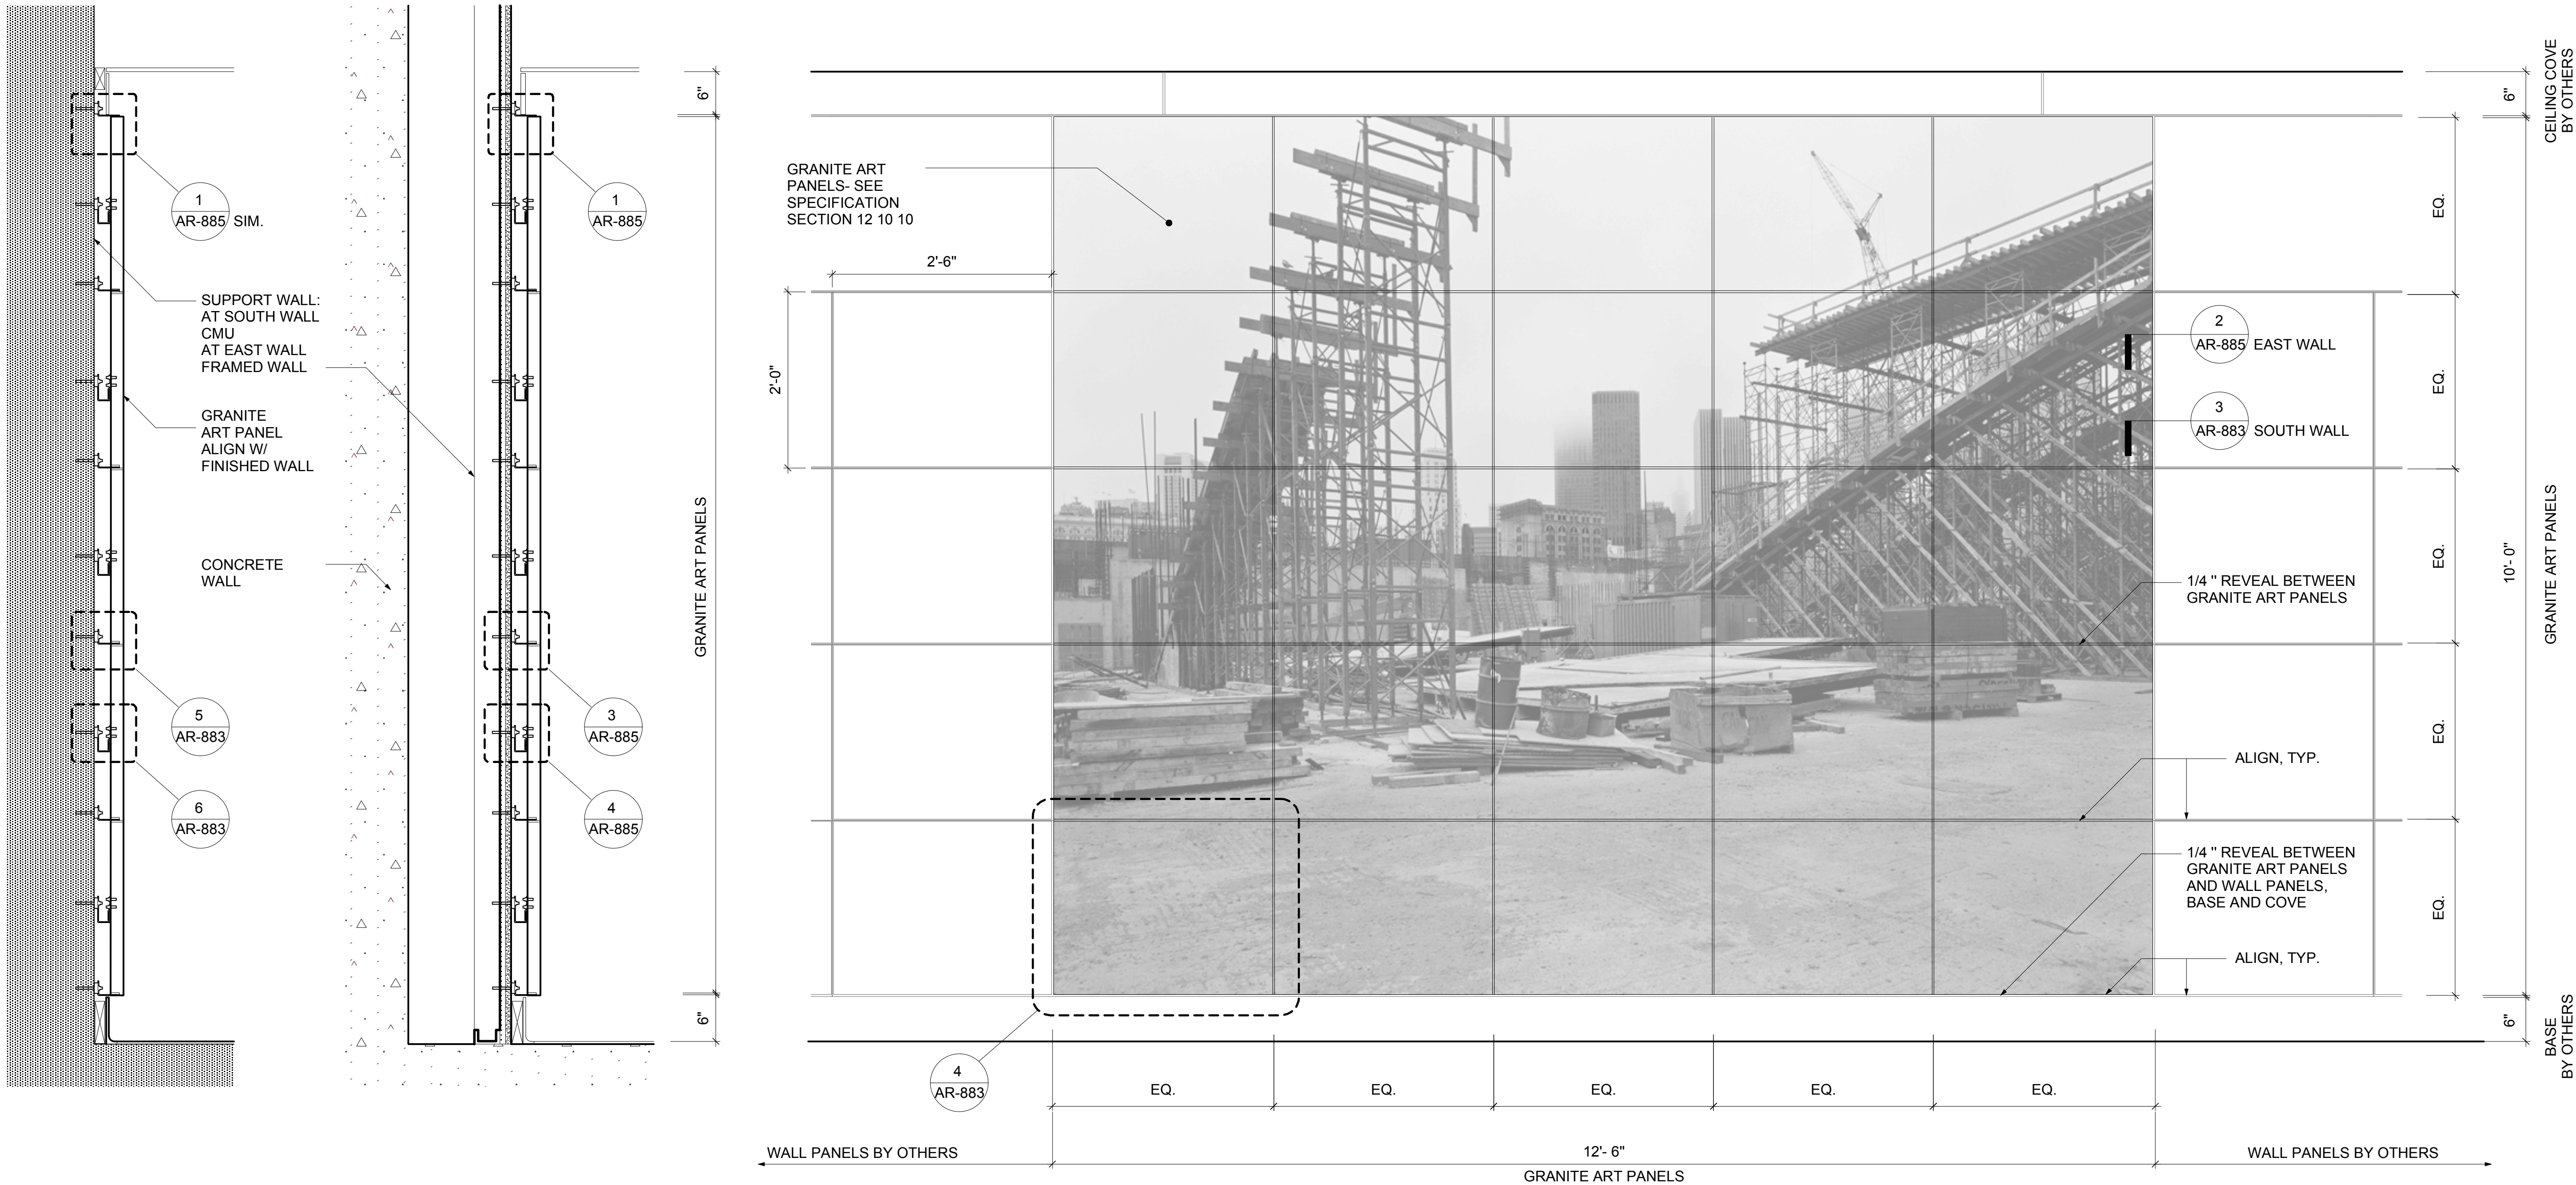 1
AR-885 SIM.
SUPPORT WALL:
AT SOUTH WALL
CMU
AT EAST WALL
FRAMED WALL
GRANITE
ART PANEL
ALIGN W/
FINISHED WALL
CONCRETE
WALL
5
AR-883
6
AR-883
1
AR-885
3
AR-885
4
AR-885
6"
GRANITE ART PANELS
6"
GRANITE ART
PANELS- SEE
SPECIFICATION
SECTION 12 10 10
2'-6"
2'-0"
2
AR-885 EAST WALL
3
AR-883 SOUTH WALL
1/4 " REVEAL BETWEEN
GRANITE ART PANELS
ALIGN, TYP.
1/4 " REVEAL BETWEEN
GRANITE ART PANELS
AND WALL PANELS,
BASE AND COVE
ALIGN, TYP.
EQ.
EQ.
EQ.
EQ.
EQ.
6"
10'- 0"
6"
CEILING COVE
BY OTHERS
GRANITE ART PANELS
BASE
BY OTHERS
4
AR-883
EQ.
EQ.
EQ.
EQ.
EQ.
WALL PANELS BY OTHERS
12'- 6"
GRANITE ART PANELS
WALL PANELS BY OTHERS